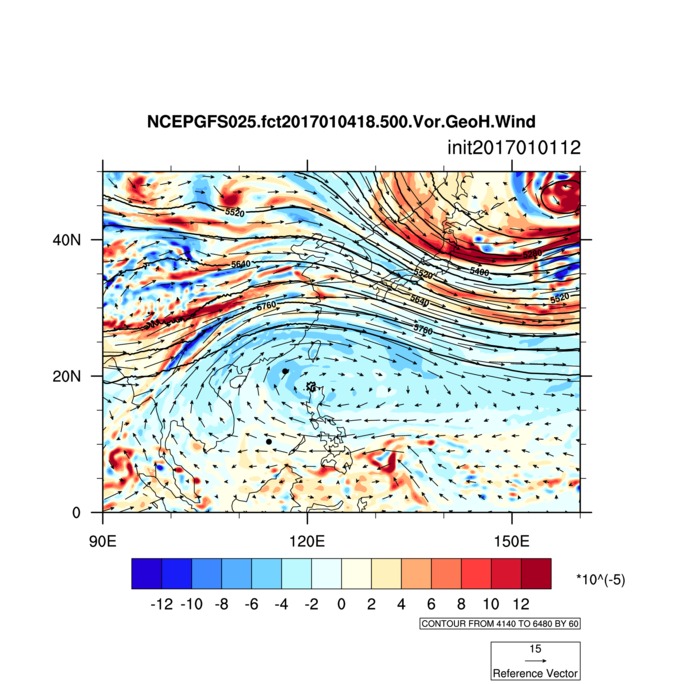 NCEPGFS025.fct2017010418.500.Vor.GeoH.Wind
init2017010112
5520
40N
5640
5520
5400
5640
5520
5760
5760
20N
0
90E 120E 150E
*10^(-5)
-12 -10 -8 -6 -4 -2 0 2 4 6 8 10 12
CONTOUR FROM 4140 TO 6480 BY 60
15
Reference Vector